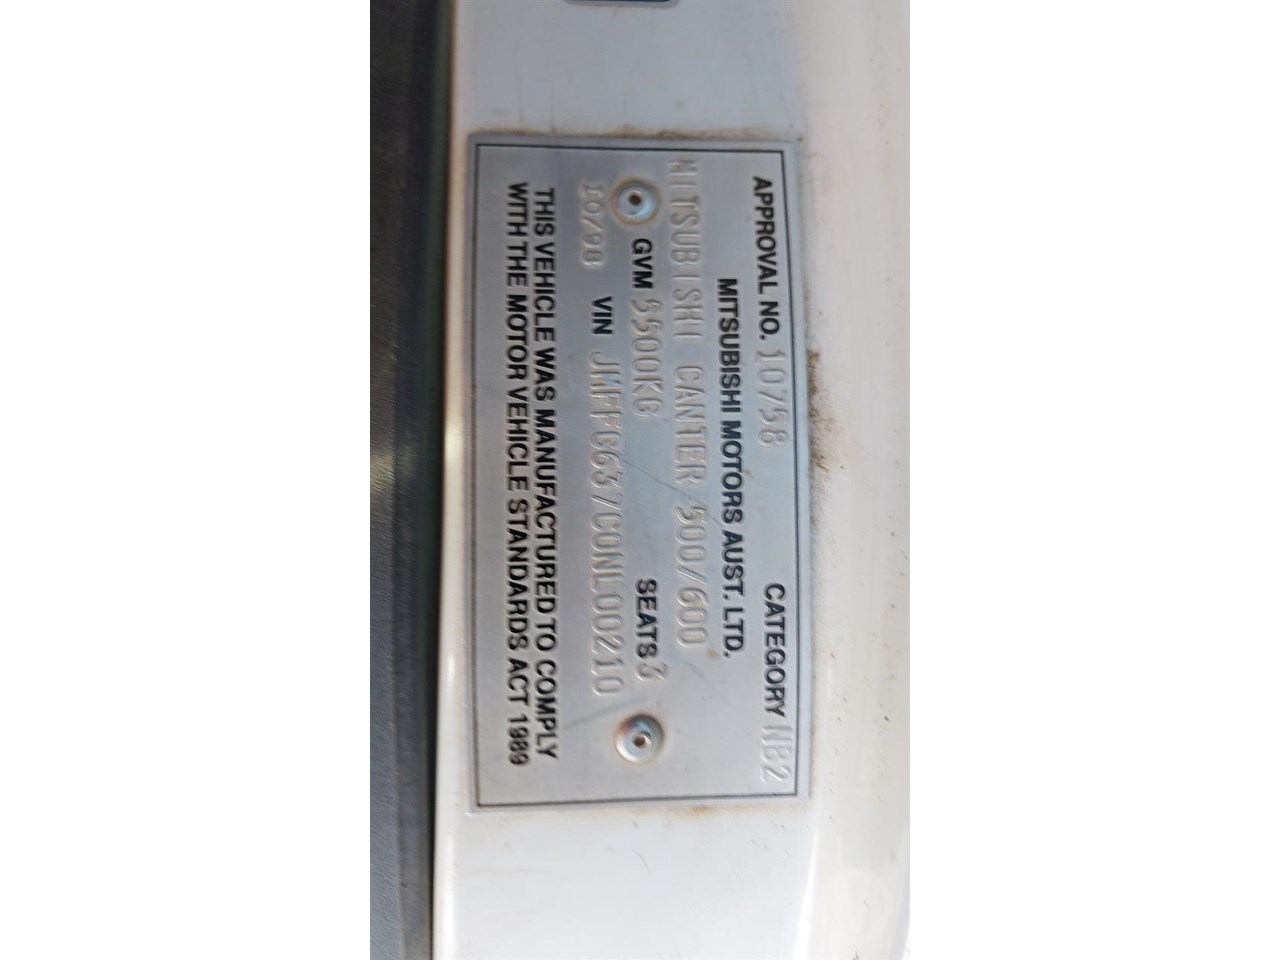 APPROVAL NO. 10758 CATEGORY NB2
MITSUBISHI MOTORS AUST. LTD.
MITSUBISHI CANTER 500/600
GVM 5500KG SEATS 3
10/98 VIN JMFFG637C0NL00210
THIS VEHICLE WAS MANUFACTURED TO COMPLY
WITH THE MOTOR VEHICLE STANDARDS ACT 1989